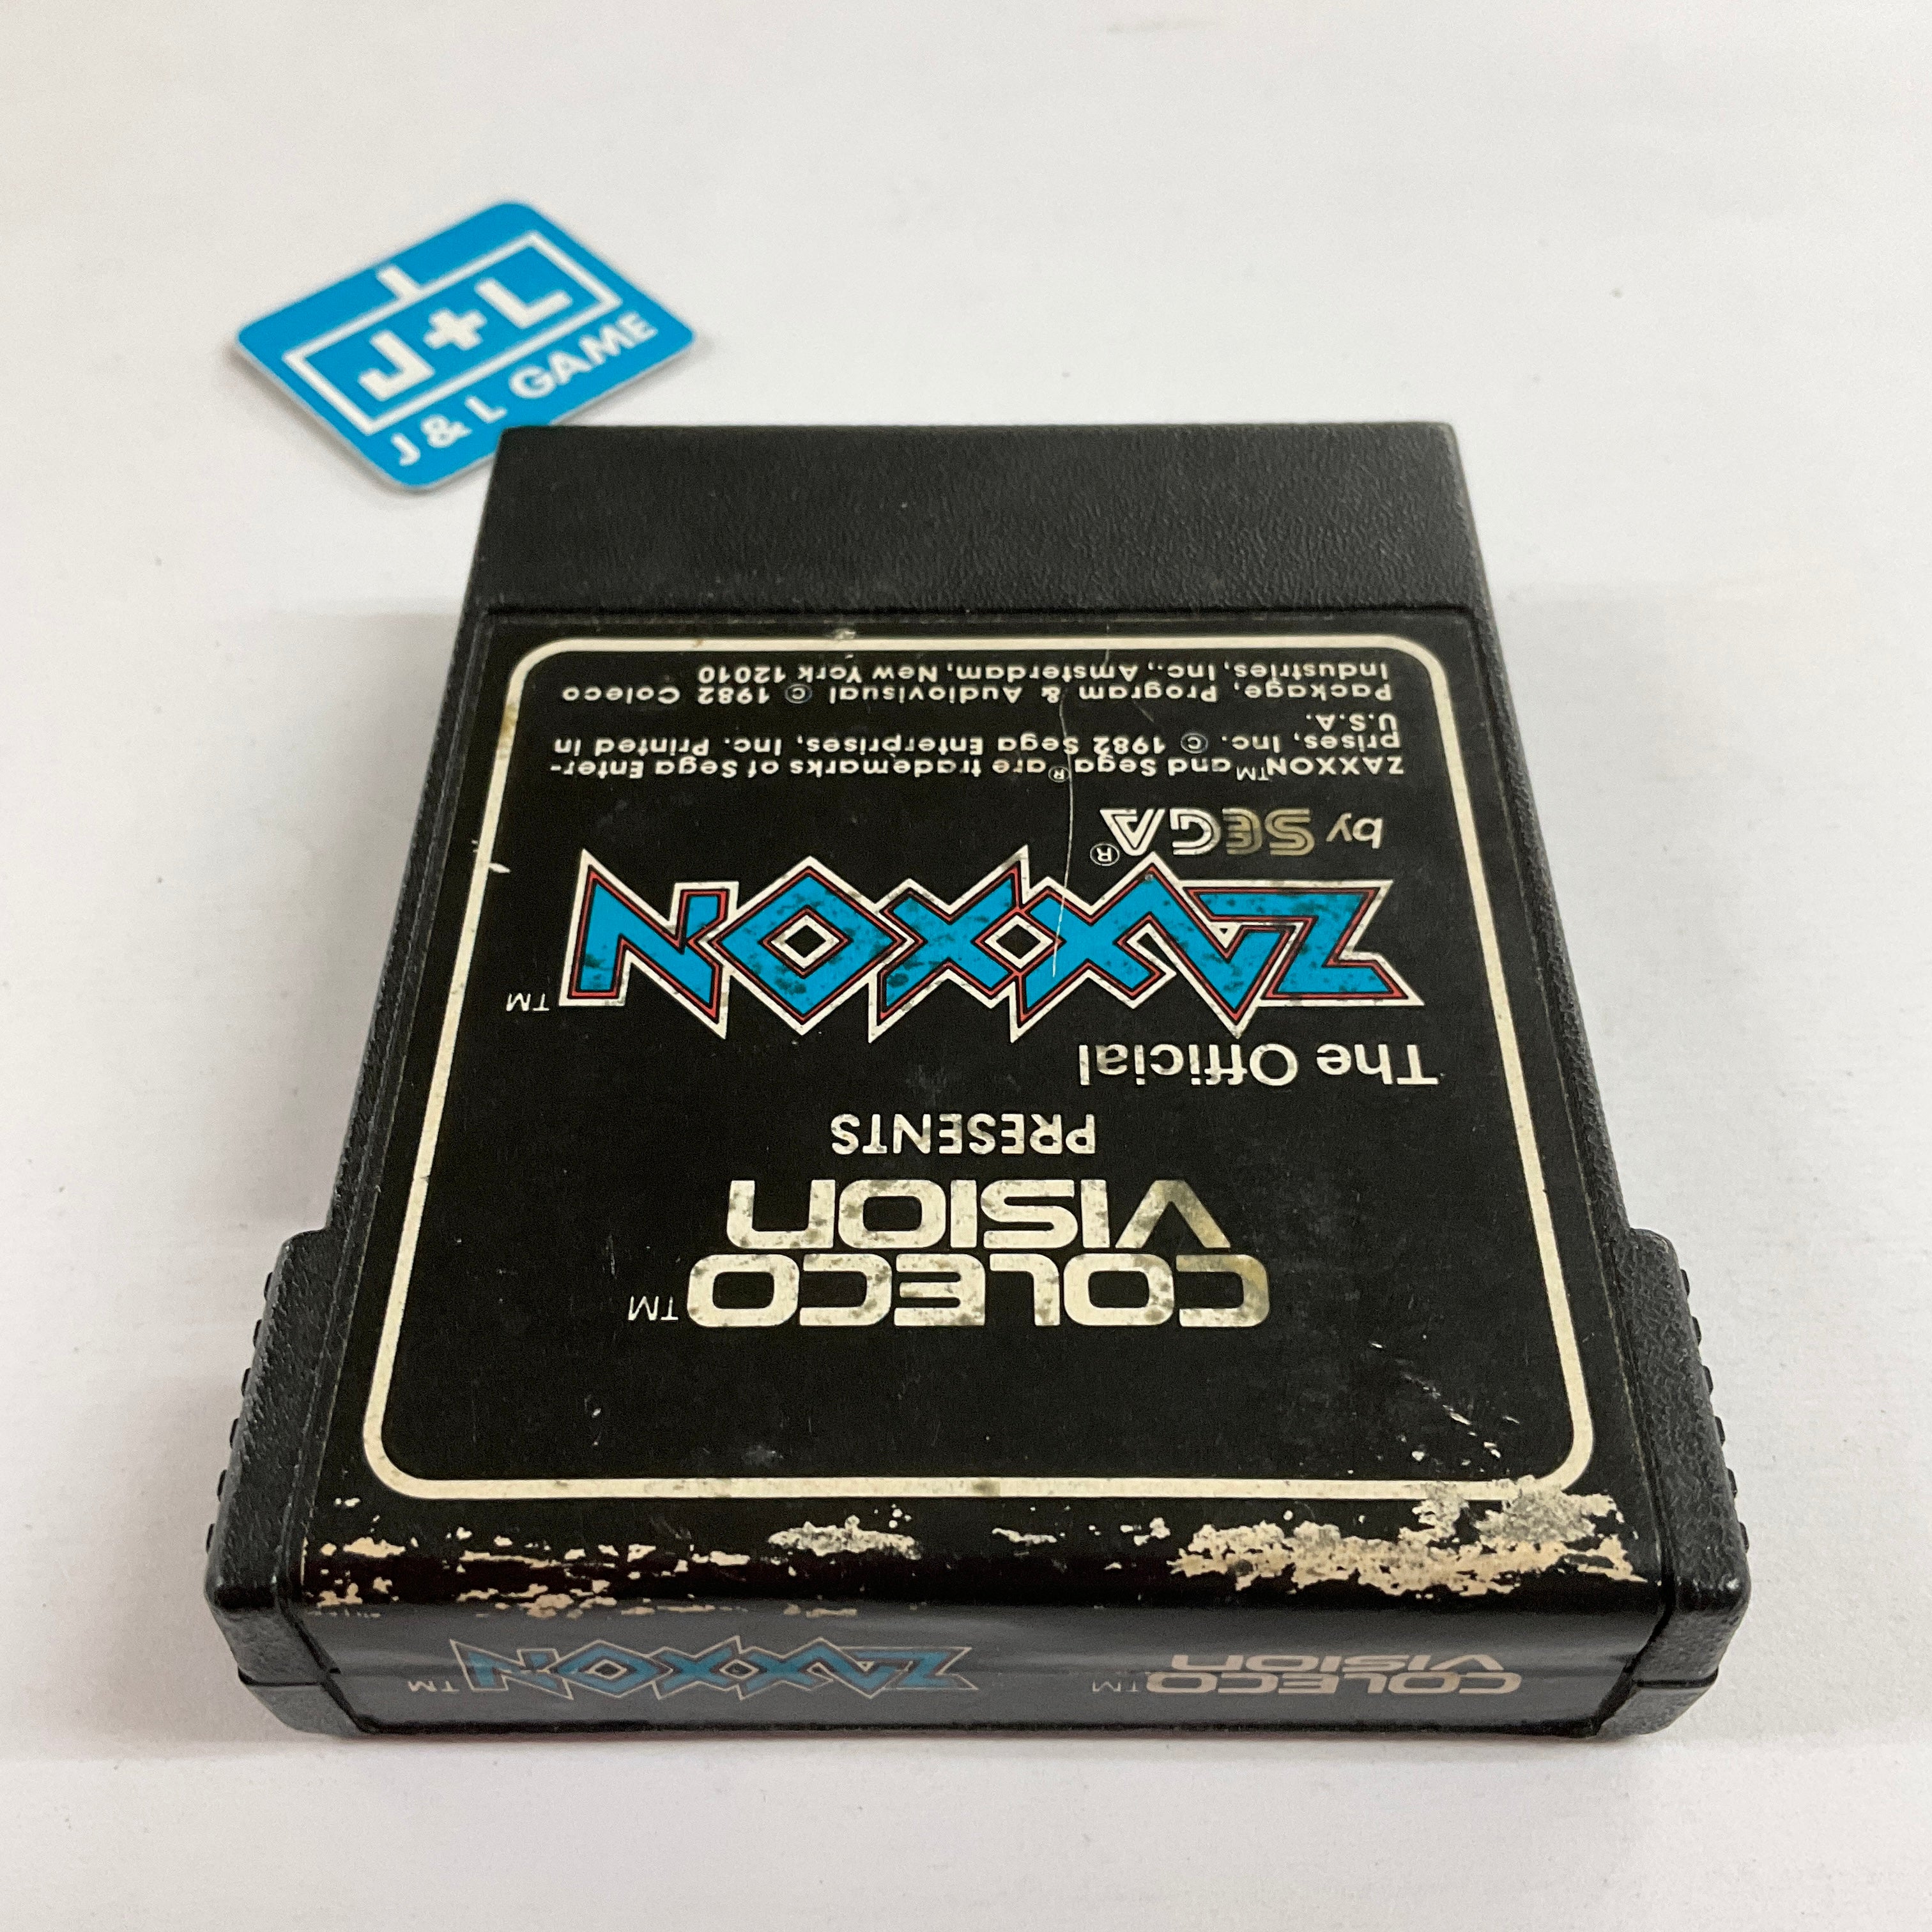 J+L
J & L GAME
COLECO™
VISION
PRESENTS
The Official
ZAXXON™
by SEGA®
ZAXXON™ and Sega® are trademarks of Sega Enter-
prises, Inc. © 1982 Sega Enterprises, Inc. Printed in
U.S.A.
Package, Program & Audiovisual © 1982 Coleco
Industries, Inc., Amsterdam, New York 12010
COLECO™
VISION
ZAXXON™